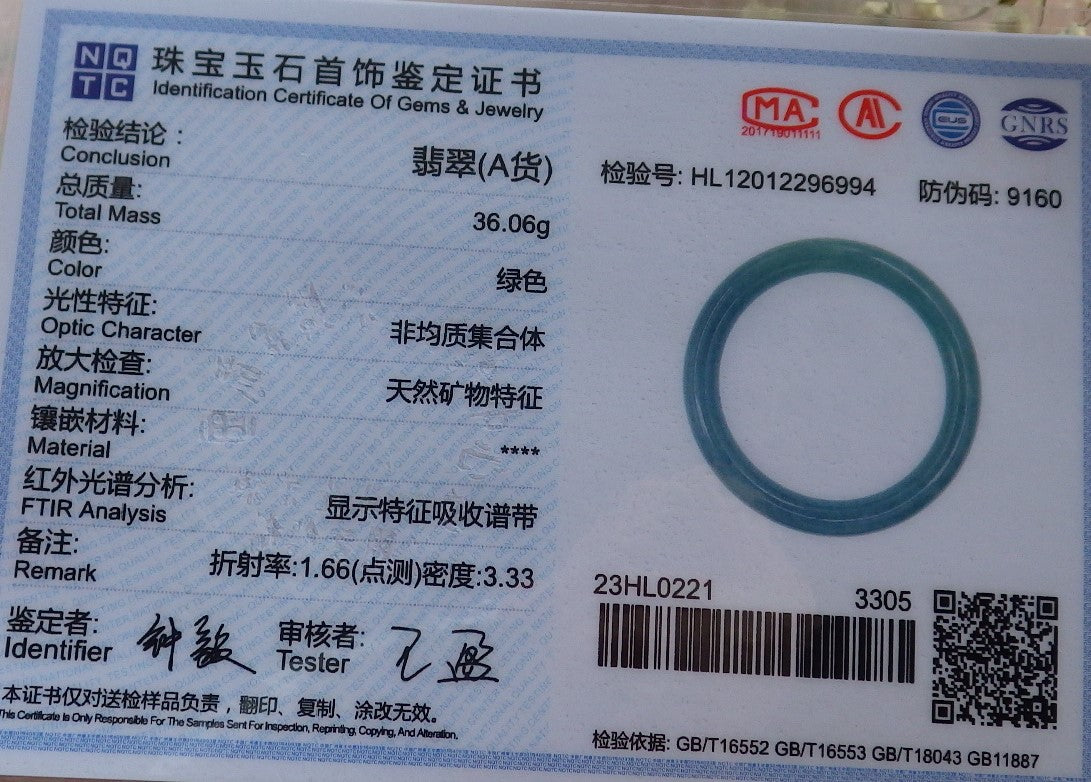 NQ
TC
珠宝玉石首饰鉴定证书
Identification Certificate Of Gems & Jewelry
检验结论：
Conclusion
翡翠(A货)
总质量:
Total Mass
36.06g
颜色:
Color
绿色
光性特征:
Optic Character
非均质集合体
放大检查:
Magnification
天然矿物特征
镶嵌材料:
Material
****
红外光谱分析:
FTIR Analysis
显示特征吸收谱带
备注:
Remark
折射率:1.66(点测)密度:3.33
鉴定者:
Identifier
审核者:
Tester
本证书仅对送检样品负责，翻印、复制、涂改无效。
This Certificate Is Only Responsible For The Samples Sent For Inspection, Reprinting, Copying, And Alteration.
MA
201719011111
EUS
GNRS
检验号: HL12012296994
防伪码: 9160
23HL0221
3305
检验依据: GB/T16552 GB/T16553 GB/T18043 GB11887